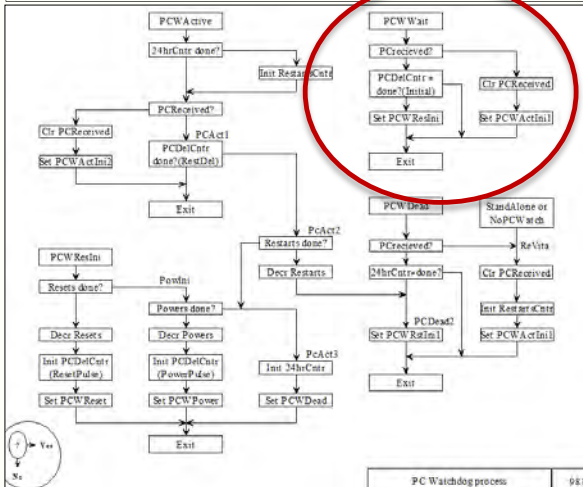 PCWActive
24hrCntr done?
Init RestartsCntr
PCReceived?
Clr PCReceived
Set PCWActIni2
PCAct1
PCDelCntr
done?(RestDel)
Exit
PCWWait
PCrecieved?
PCDelCntr =
done?(Initial)
Set PCWResIni
Clr PCReceived
Set PCWActIni1
Exit
PcAct2
Restarts done?
Decr Restarts
PCWDead
PCrecieved?
24hrCntr=done?
PCDead2
Set PCWRstIni1
Exit
StandAlone or
NoPCWatch
ReVita
Clr PCReceived
Init RestartsCntr
Set PCWActIni1
PCWResIni
Resets done?
Decr Resets
Init PCDelCntr
(ResetPulse)
Set PCWReset
PowIni
Powers done?
Decr Powers
Init PCDelCntr
(PowerPulse)
Set PCWPower
PcAct3
Init 24hrCntr
Set PCWDead
Exit
? Yes
No
PC Watchdog process
98